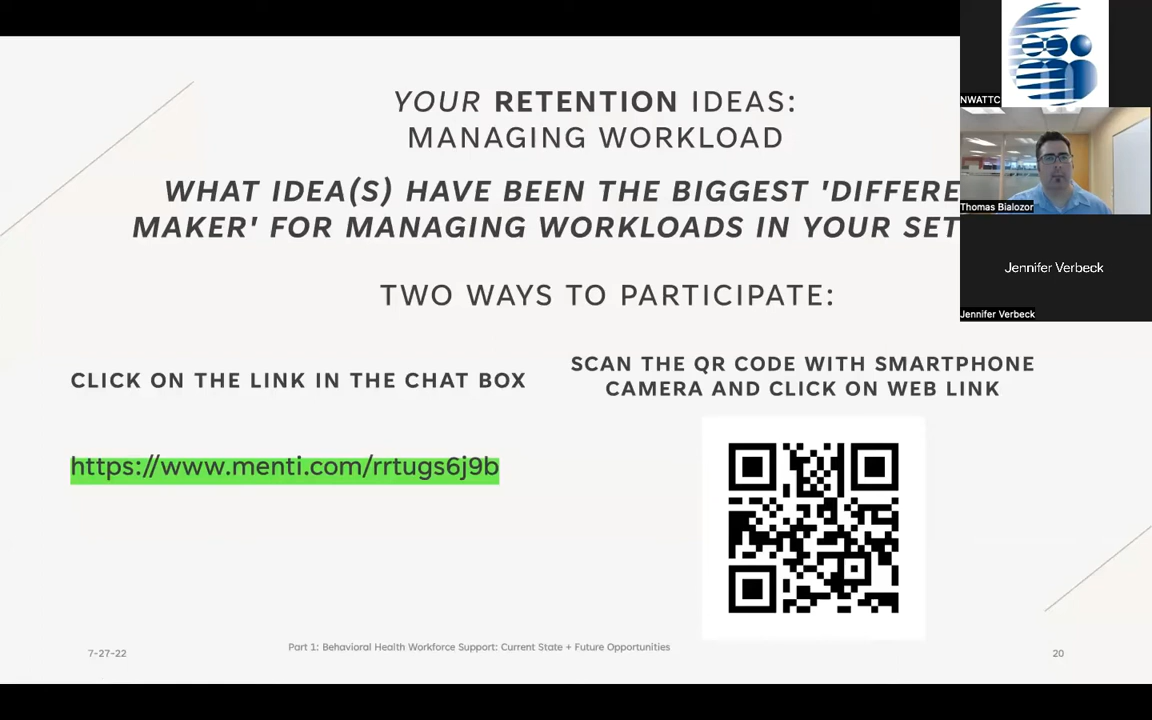 YOUR RETENTION IDEAS:
MANAGING WORKLOAD
WHAT IDEA(S) HAVE BEEN THE BIGGEST 'DIFFERE
MAKER' FOR MANAGING WORKLOADS IN YOUR SET
TWO WAYS TO PARTICIPATE:
CLICK ON THE LINK IN THE CHAT BOX
https://www.menti.com/rrtugs6j9b
SCAN THE QR CODE WITH SMARTPHONE
CAMERA AND CLICK ON WEB LINK
NWATTC
Thomas Bialozor
Jennifer Verbeck
Jennifer Verbeck
7-27-22
Part 1: Behavioral Health Workforce Support: Current State + Future Opportunities
20